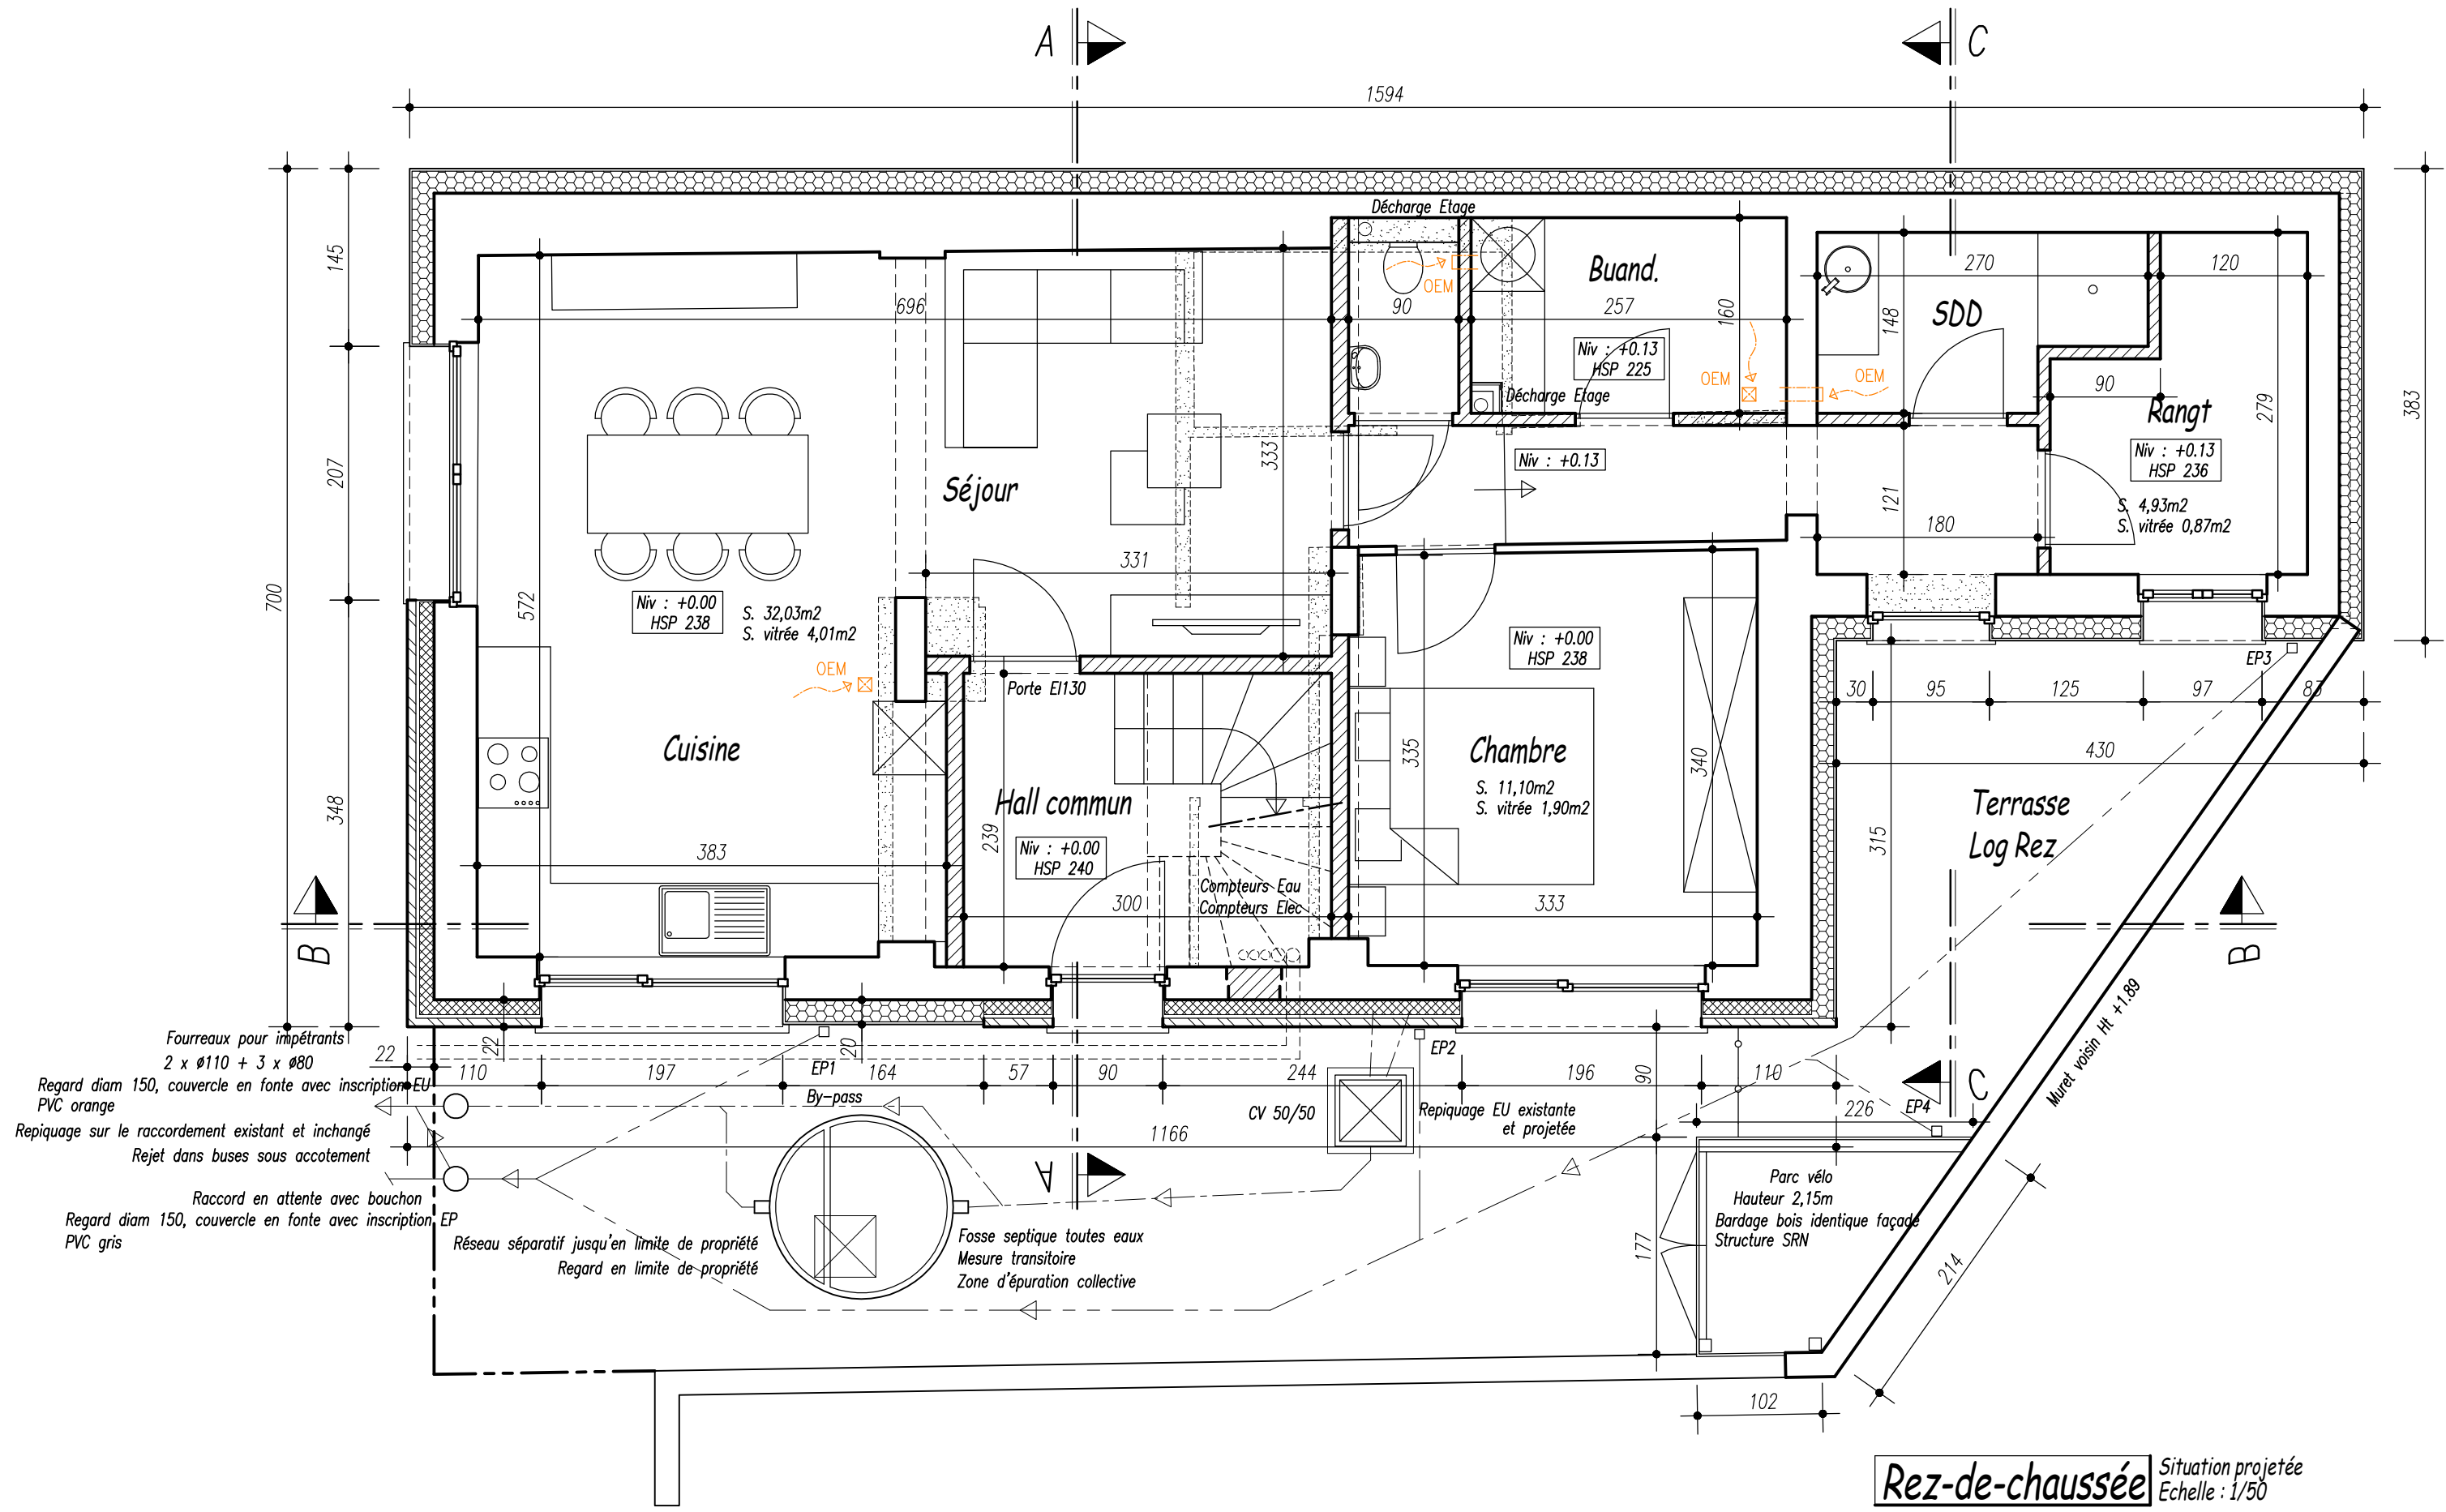 A
C
1594
Décharge Etage
145
OEM
Buand.
270
120
696
90
257
160
148
SDD
Niv : +0.13
HSP 225
OEM
OEM
90
383
Décharge Etage
Rangt
279
207
333
Niv : +0.13
Niv : +0.13
HSP 236
Séjour
121
180
S. 4,93m2
S. vitrée 0,87m2
331
700
572
Niv : +0.00
HSP 238
S. 32,03m2
S. vitrée 4,01m2
Niv : +0.00
HSP 238
OEM
Porte EI130
EP3
30
95
125
97
83
Cuisine
335
Chambre
340
430
S. 11,10m2
S. vitrée 1,90m2
Hall commun
Terrasse
Log Rez
348
239
315
383
Niv : +0.00
HSP 240
Compteurs Eau
Compteurs Elec
300
333
B
B
Muret voisin Ht +1.89
Fourreaux pour impétrants
2 x ø110 + 3 x ø80
22
22
20
EP1
EP2
Regard diam 150, couvercle en fonte avec inscription EU
PVC orange
110
197
164
57
90
244
196
90
110
C
By-pass
CV 50/50
Repiquage EU existante
et projetée
226
EP4
Repiquage sur le raccordement existant et inchangé
Rejet dans buses sous accotement
1166
A
Raccord en attente avec bouchon
Regard diam 150, couvercle en fonte avec inscription EP
PVC gris
Parc vélo
Hauteur 2,15m
Bardage bois identique façade
Structure SRN
Réseau séparatif jusqu'en limite de propriété
Regard en limite de propriété
Fosse septique toutes eaux
Mesure transitoire
Zone d'épuration collective
177
214
102
Rez-de-chaussée
Situation projetée
Echelle : 1/50